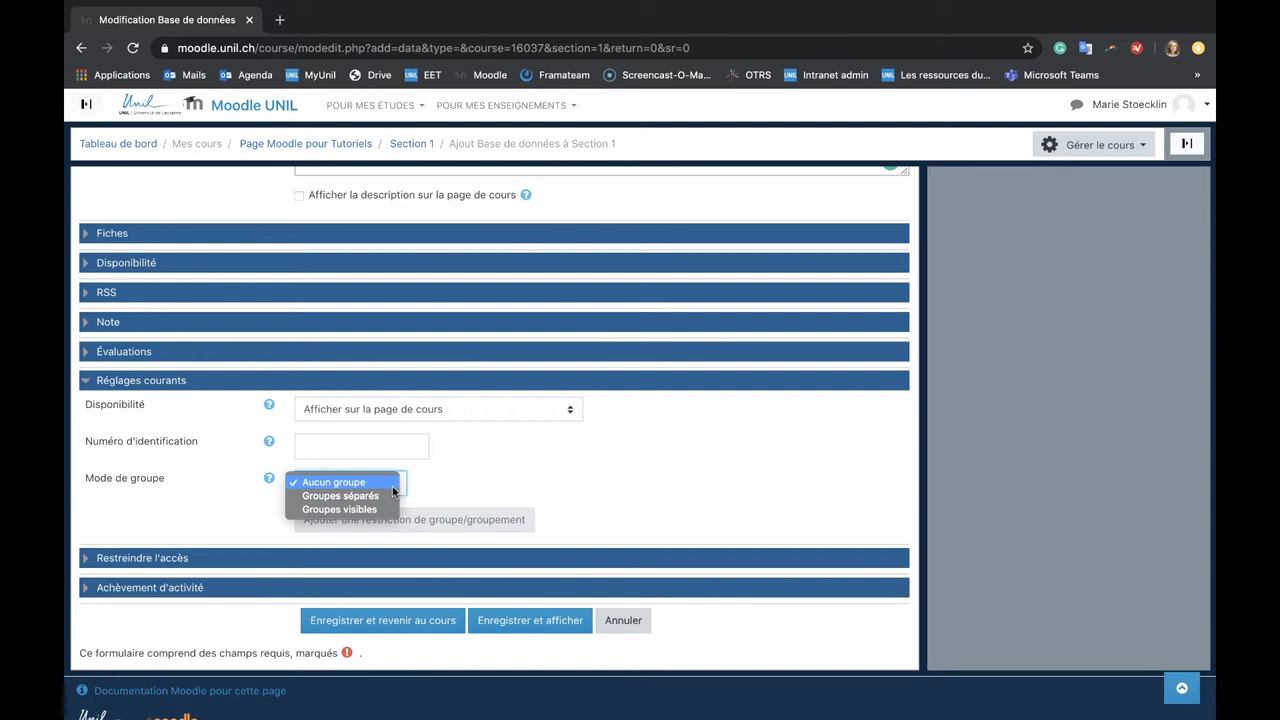 Modification Base de données
moodle.unil.ch/course/modedit.php?add=data&type=&course=16037&section=1&return=0&sr=0
Applications Mails Agenda MyUnil Drive EET Moodle Framateam Screencast-O-Ma... OTRS Intranet admin Les ressources du... Microsoft Teams »
Unil Moodle UNIL POUR MES ÉTUDES POUR MES ENSEIGNEMENTS Marie Stoecklin
UNIL | Université de Lausanne
Tableau de bord / Mes cours / Page Moodle pour Tutoriels / Section 1 / Ajout Base de données à Section 1 Gérer le cours
Afficher la description sur la page de cours
Fiches
Disponibilité
RSS
Note
Évaluations
Réglages courants
Disponibilité Afficher sur la page de cours
Numéro d'identification
Mode de groupe Aucun groupe
Groupes séparés
Groupes visibles
Ajouter une restriction de groupe/groupement
Restreindre l'accès
Achèvement d'activité
Enregistrer et revenir au cours Enregistrer et afficher Annuler
Ce formulaire comprend des champs requis, marqués .
Documentation Moodle pour cette page